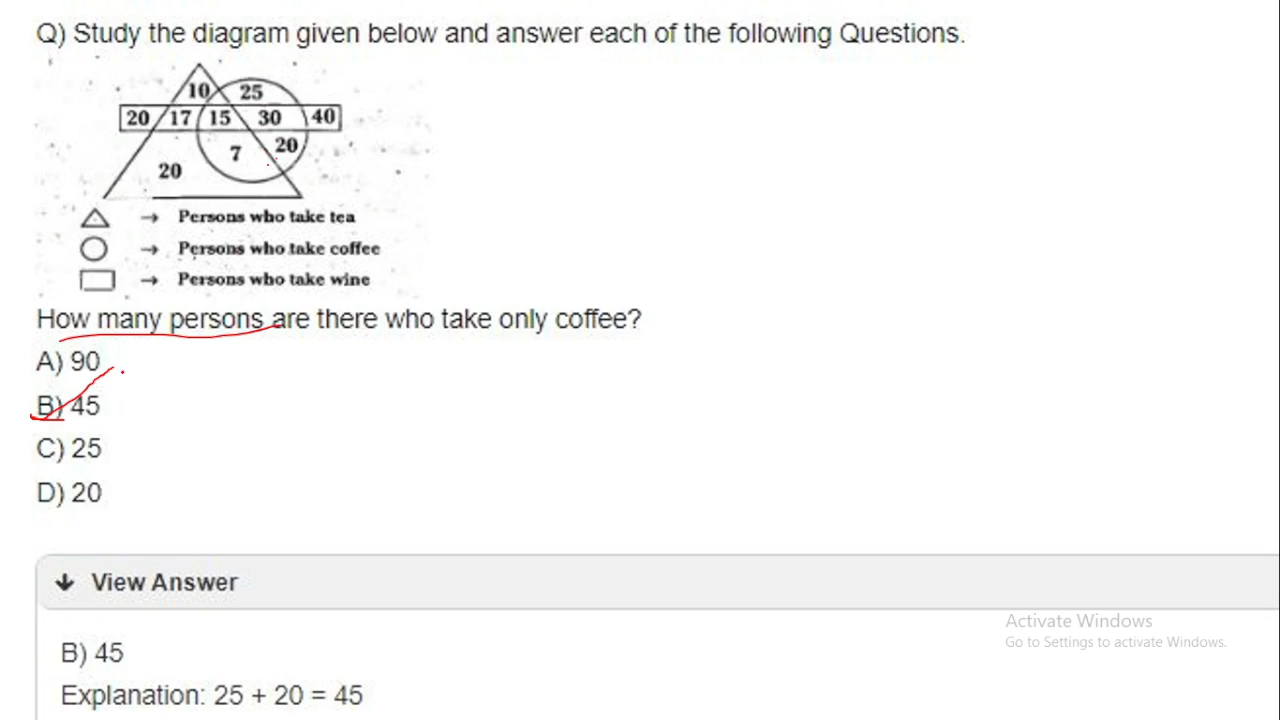 Q) Study the diagram given below and answer each of the following Questions.
10 25
20 17 15 30 40
7 20
20
→ Persons who take tea
→ Persons who take coffee
→ Persons who take wine
How many persons are there who take only coffee?
A) 90
B) 45
C) 25
D) 20
View Answer
Activate Windows
Go to Settings to activate Windows.
B) 45
Explanation: 25 + 20 = 45